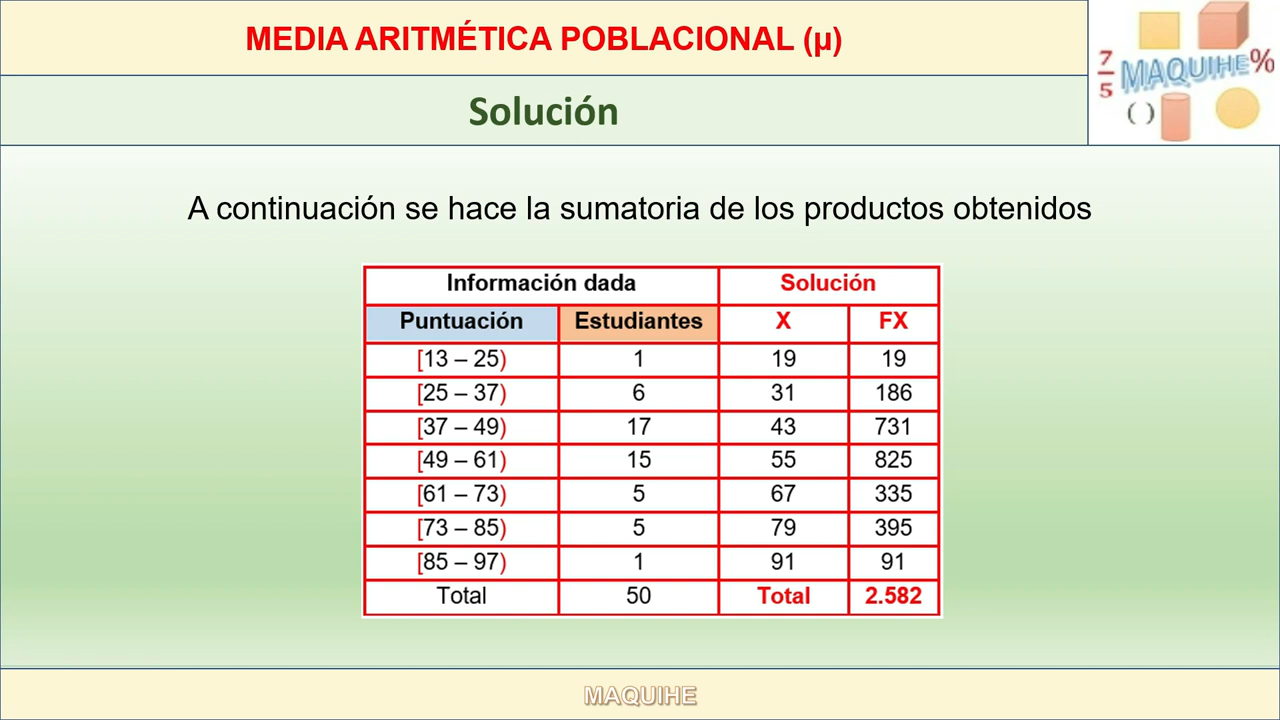 MEDIA ARITMÉTICA POBLACIONAL (µ)
7
5
MAQUIHE%
( )
Solución
A continuación se hace la sumatoria de los productos obtenidos
Información dada Solución
Puntuación Estudiantes X FX
[13 – 25) 1 19 19
[25 – 37) 6 31 186
[37 – 49) 17 43 731
[49 – 61) 15 55 825
[61 – 73) 5 67 335
[73 – 85) 5 79 395
[85 – 97) 1 91 91
Total 50 Total 2.582
MAQUIHE